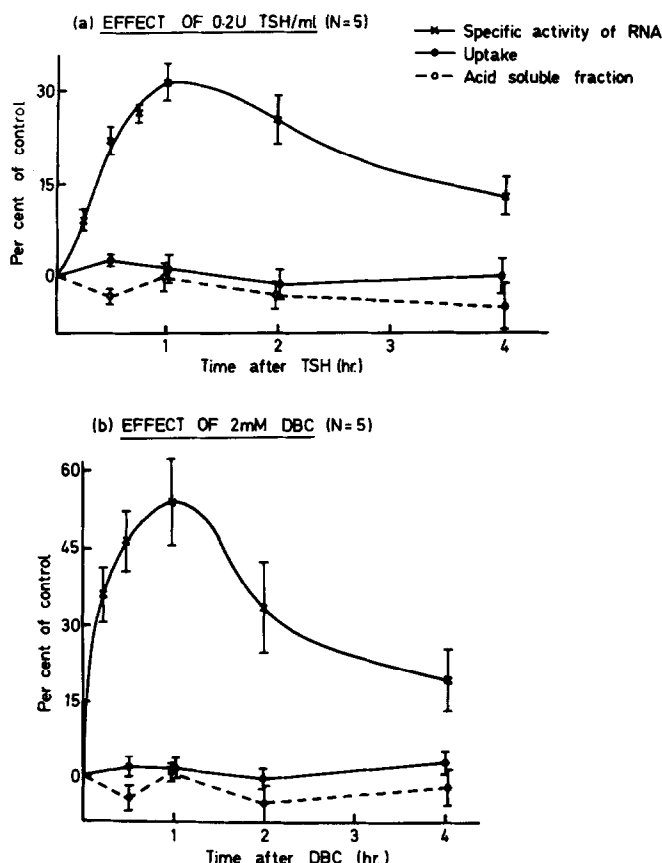 (a) EFFECT OF 0·2U TSH/ml (N=5)
Specific activity of RNA
Uptake
Acid soluble fraction
Per cent of control
30
15
0
1
2
3
4
Time after TSH (hr.)
(b) EFFECT OF 2mM DBC (N=5)
Per cent of control
60
45
30
15
0
1
2
3
4
Time after DBC (hr.)